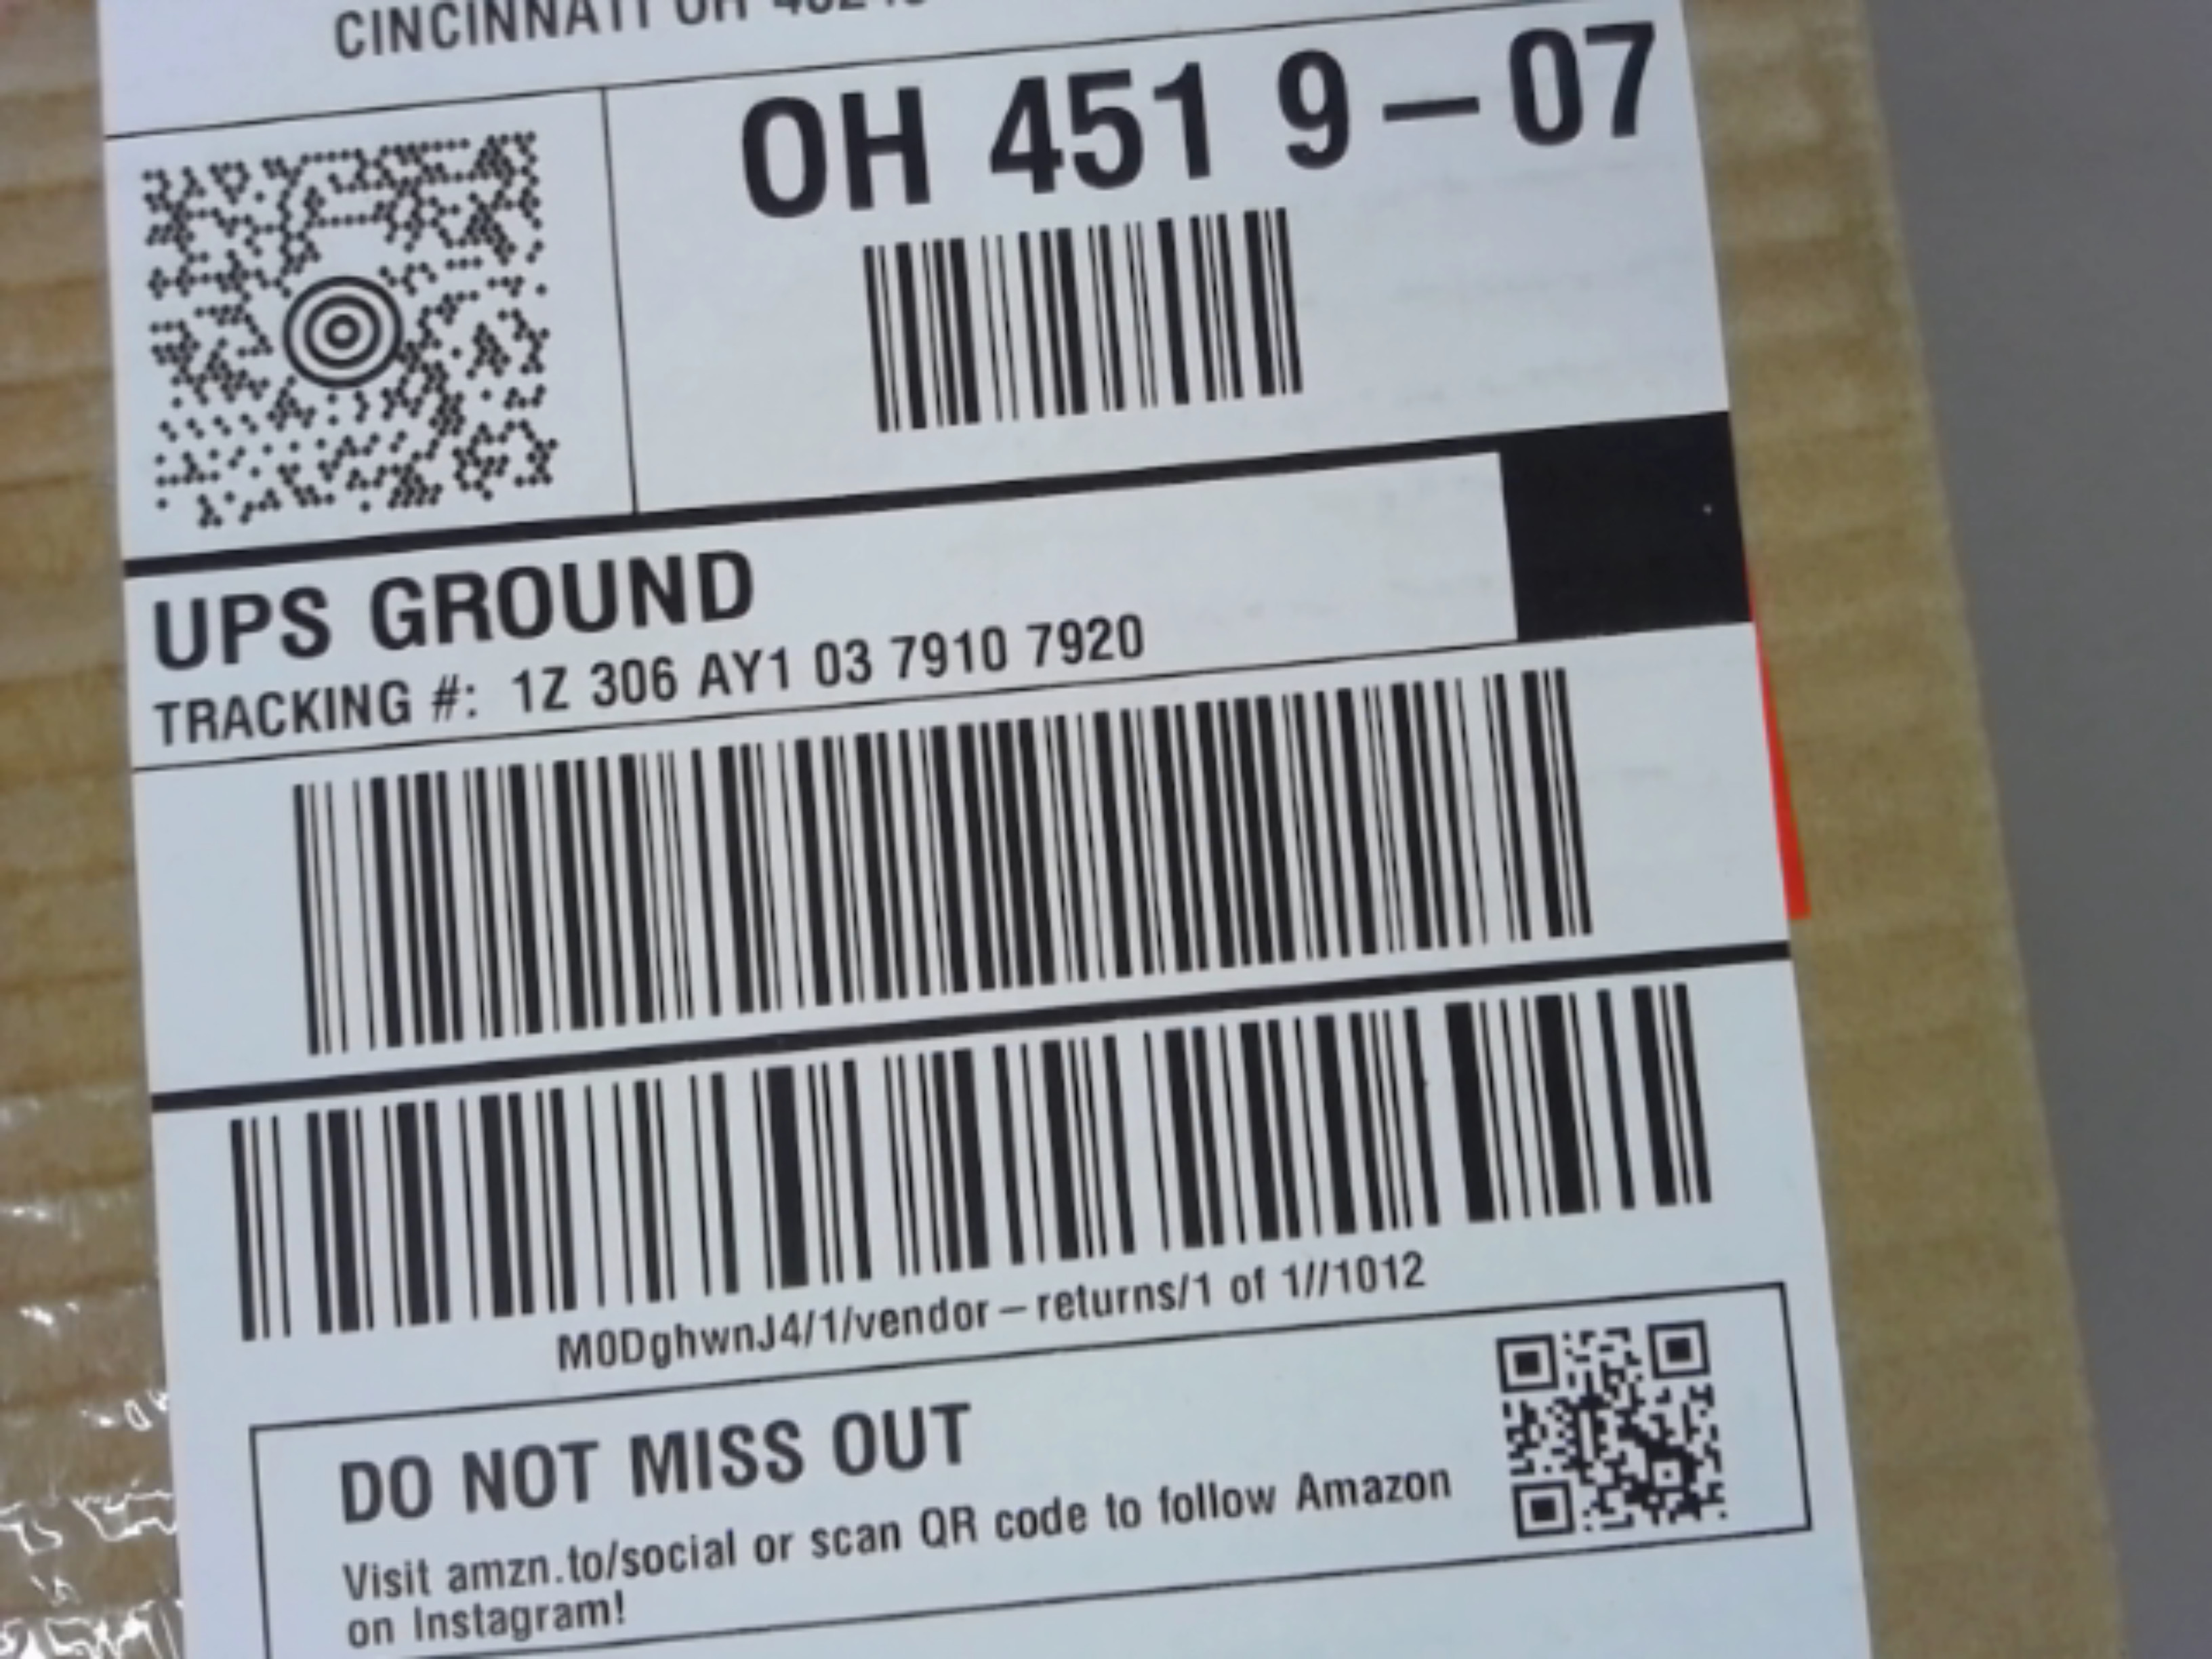 CINCINNATI OH
OH 451 9-07
UPS GROUND
TRACKING #: 1Z 306 AY1 03 7910 7920
M0DghwnJ4/1/vendor-returns/1 of 1//1012
DO NOT MISS OUT
Visit amzn.to/social or scan QR code to follow Amazon
on Instagram!